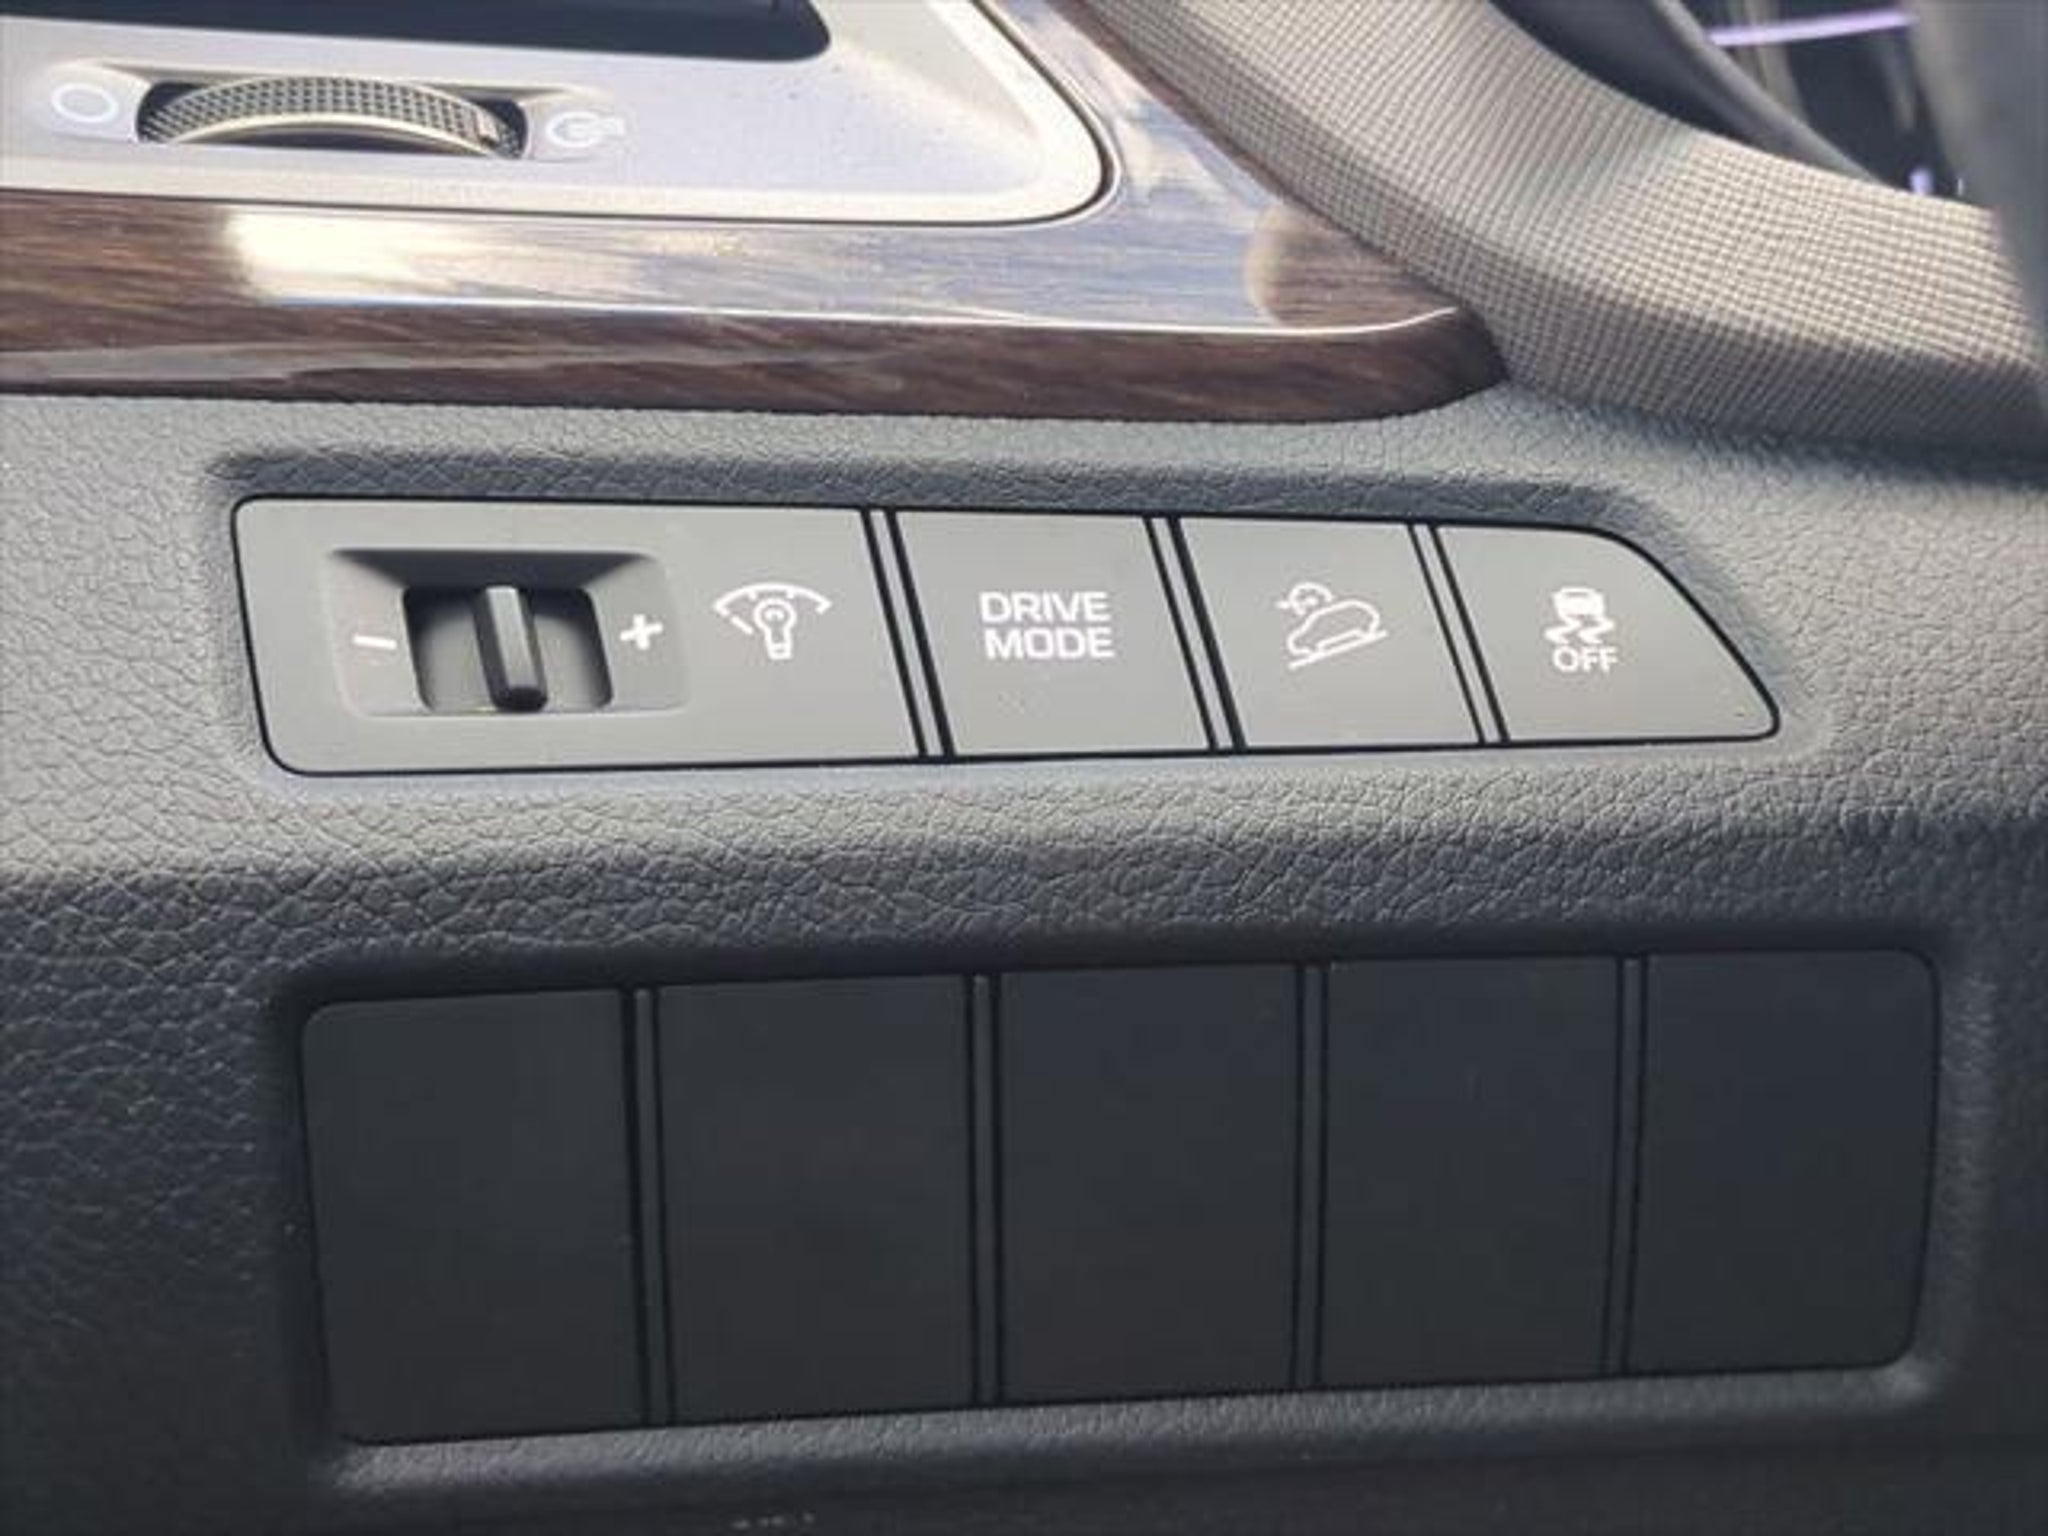 - +
DRIVE
MODE
OFF